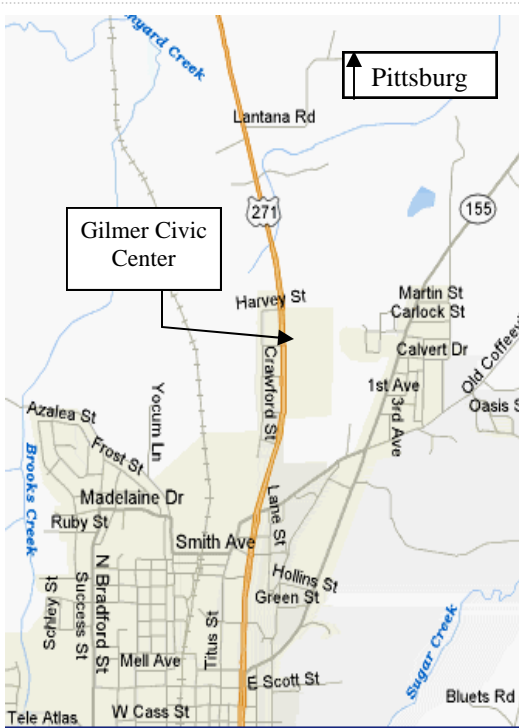 nyard Creek
Pittsburg
Lantana Rd
271
155
Gilmer Civic
Center
Harvey St
Martin St
Carlock St
Crawford St
Calvert Dr
Old Coffeevi
1st Ave
3rd Ave
Oasis S
Yocum Ln
Azalea St
Frost St
Brooks Creek
Madelaine Dr
Lane St
Ruby St
Smith Ave
Hollins St
Green St
Schley St
Success St
N Bradford St
Titus St
Mell Ave
Sugar Creek
E Scott St
Bluets Rd
W Cass St
Tele Atlas